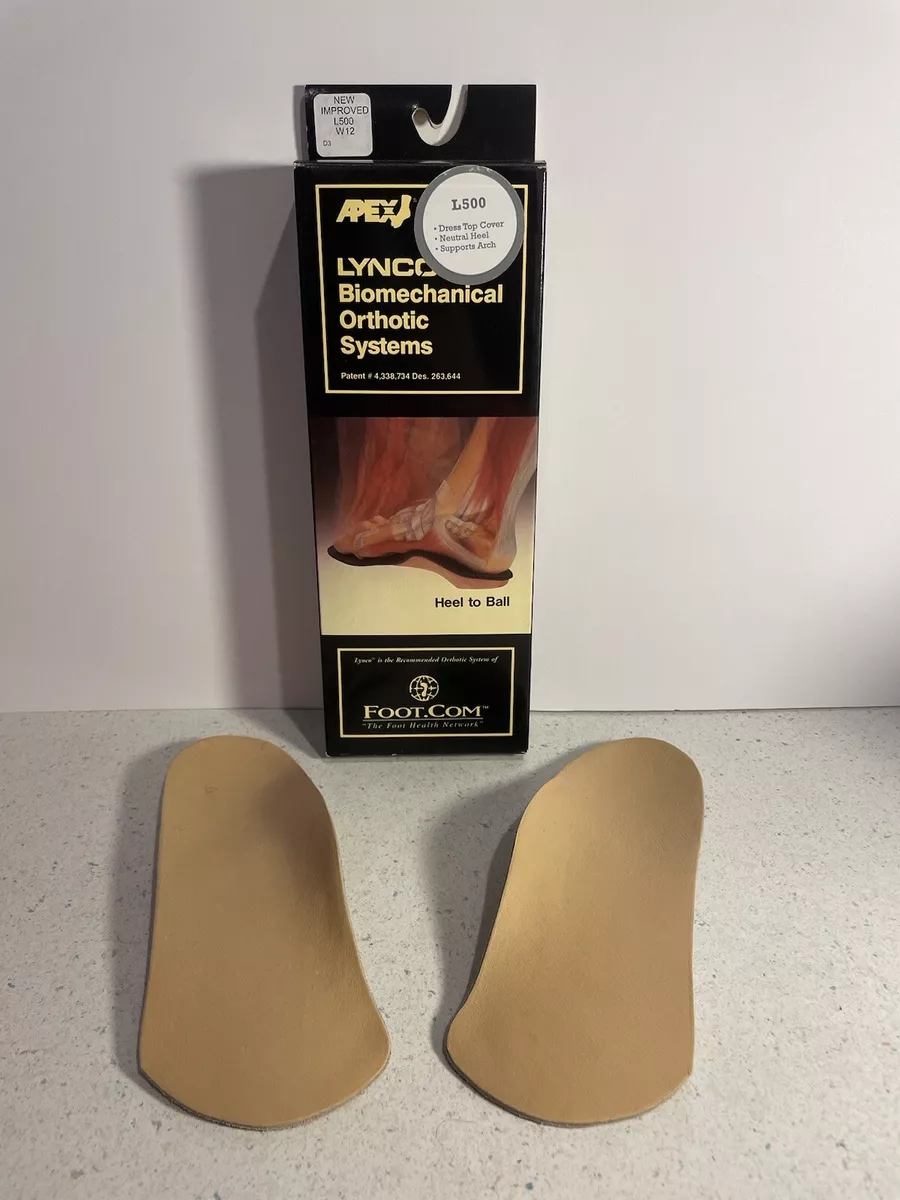 NEW
IMPROVED
L500
W12
D3
APEX
L500
• Dress Top Cover
• Neutral Heel
• Supports Arch
LYNCO
Biomechanical
Orthotic
Systems
Patent # 4,338,734 Des. 263,644
Heel to Ball
Lynco™ is the Recommended Orthotic System of
FOOT.COM™
"The Foot Health Network"